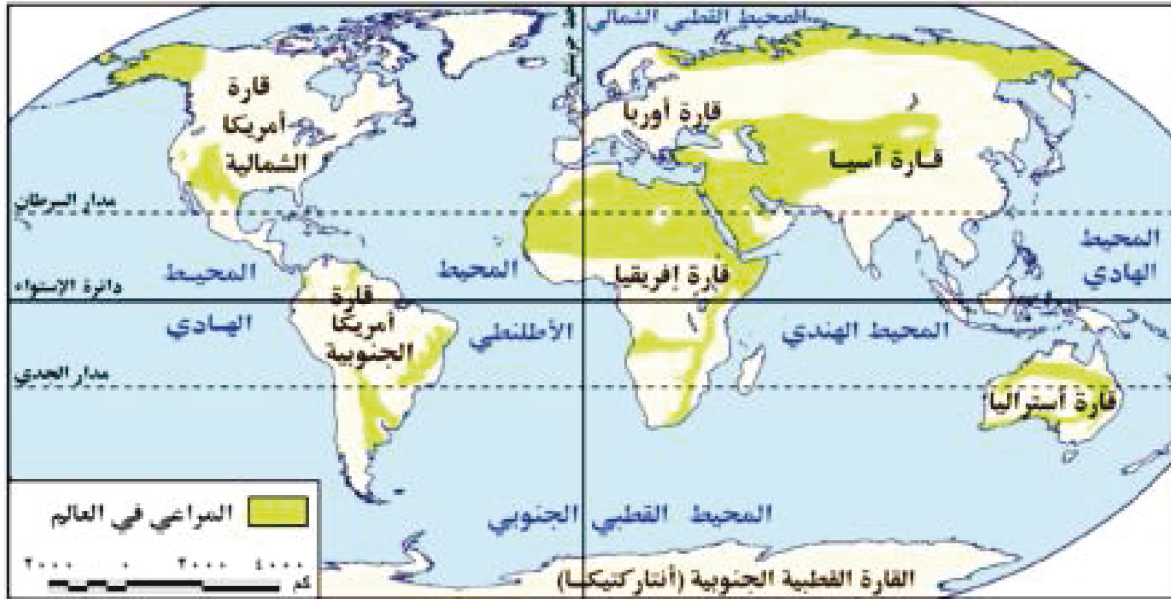 المحيط القطبي الشمالي
قارة
أمريكا
الشمالية
قارة أوربا
قارة آسيا
مدار السرطان
المحيط
الهادي
المحيط
المحيط
قارة إفريقيا
دائرة الإستواء
قارة
أمريكا
الجنوبية
الهادي
الأطلنطي
المحيط الهندي
مدار الجدي
قارة أستراليا
المراعي في العالم
المحيط القطبي الجنوبي
٢٠٠٠ ٠ ٢٠٠٠ ٤٠٠٠
كم
القارة القطبية الجنوبية (أنتاركتيكا)